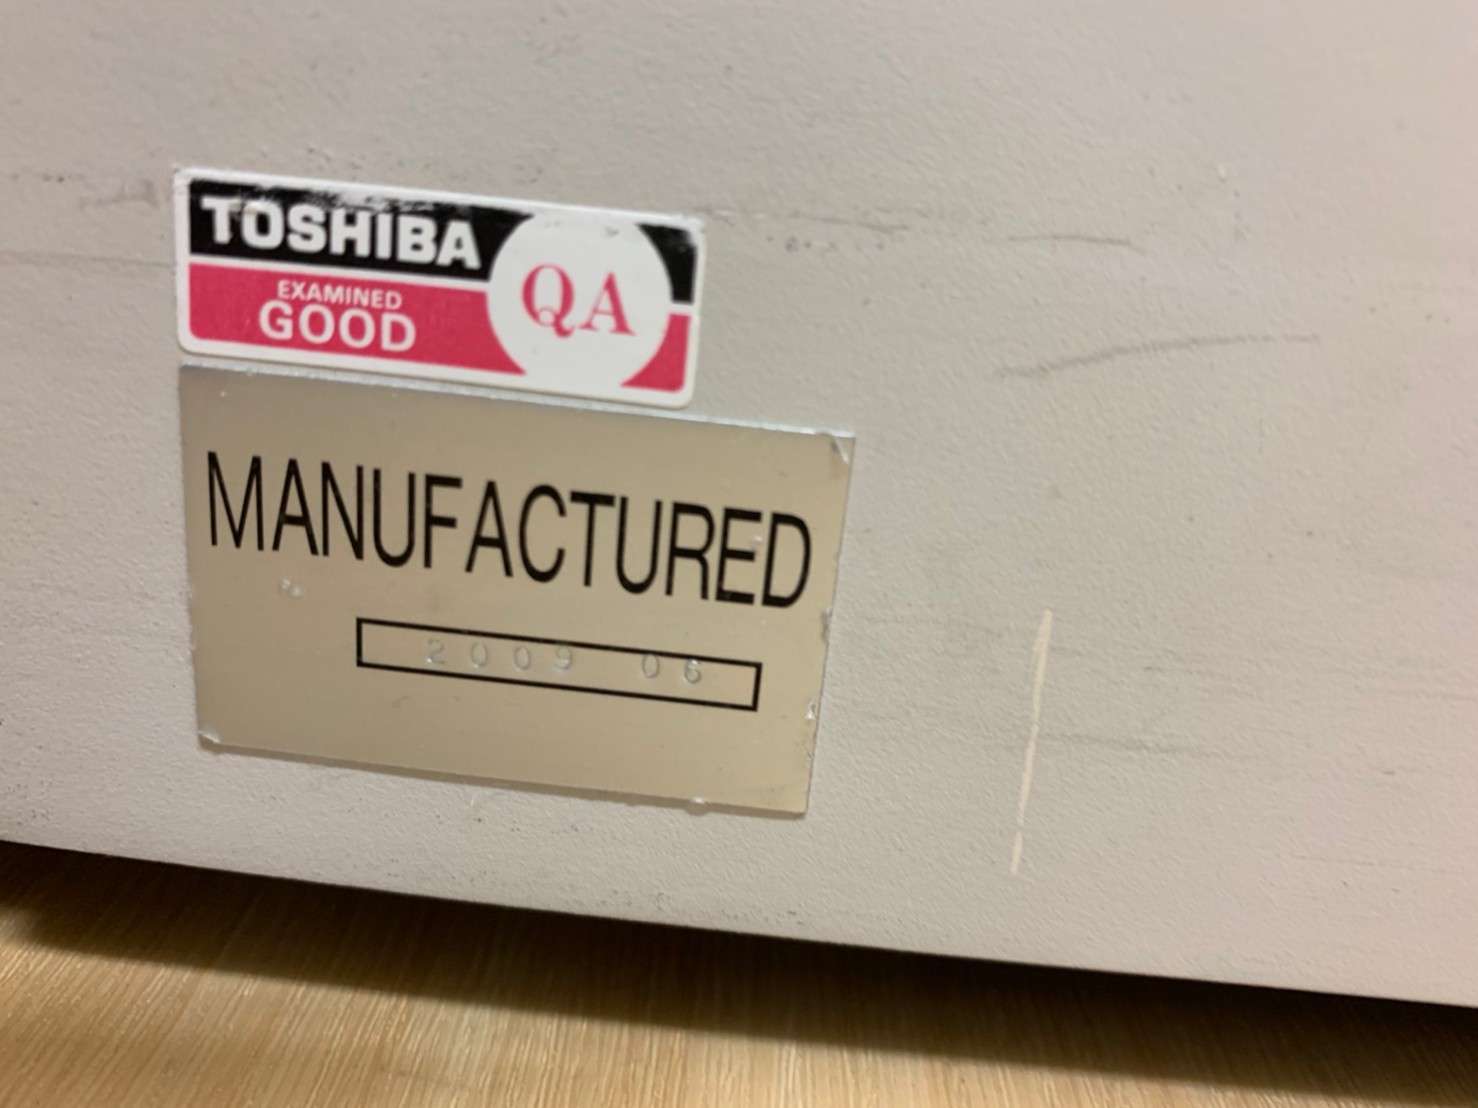 TOSHIBA
EXAMINED
GOOD
QA
MANUFACTURED
2009 06